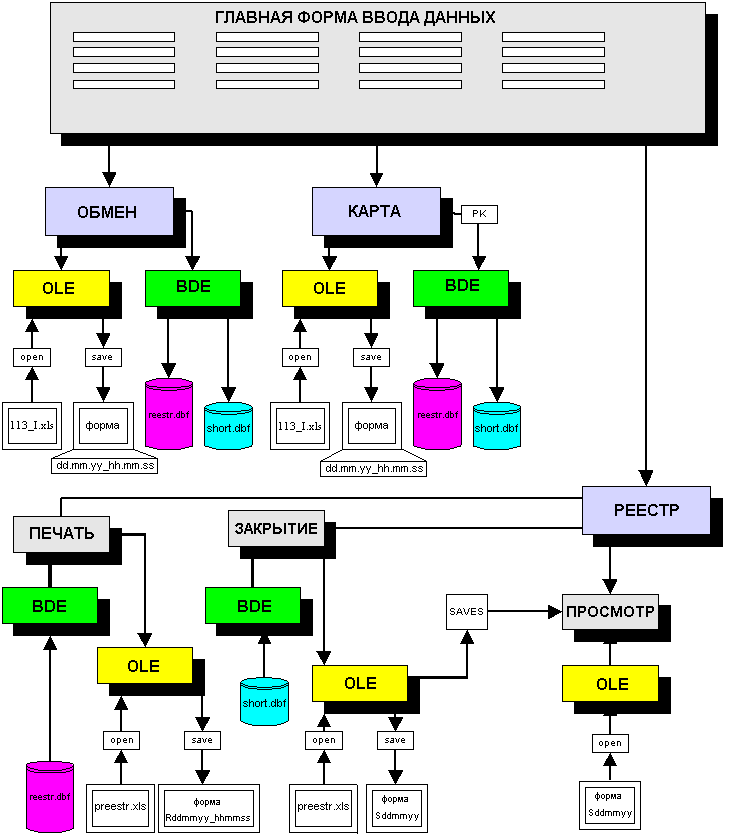 ГЛАВНАЯ ФОРМА ВВОДА ДАННЫХ
ОБМЕН
КАРТА
PK
OLE
BDE
OLE
BDE
open
save
open
save
113_I.xls
форма
reestr.dbf
short.dbf
113_I.xls
форма
reestr.dbf
short.dbf
dd.mm.yy_hh.mm.ss
dd.mm.yy_hh.mm.ss
РЕЕСТР
ПЕЧАТЬ
ЗАКРЫТИЕ
BDE
BDE
SAVES
ПРОСМОТР
OLE
OLE
OLE
short.dbf
open
save
open
save
open
reestr.dbf
preestr.xls
форма
Rddmmyy_hhmmss
preestr.xls
форма
Sddmmyy
форма
Sddmmyy